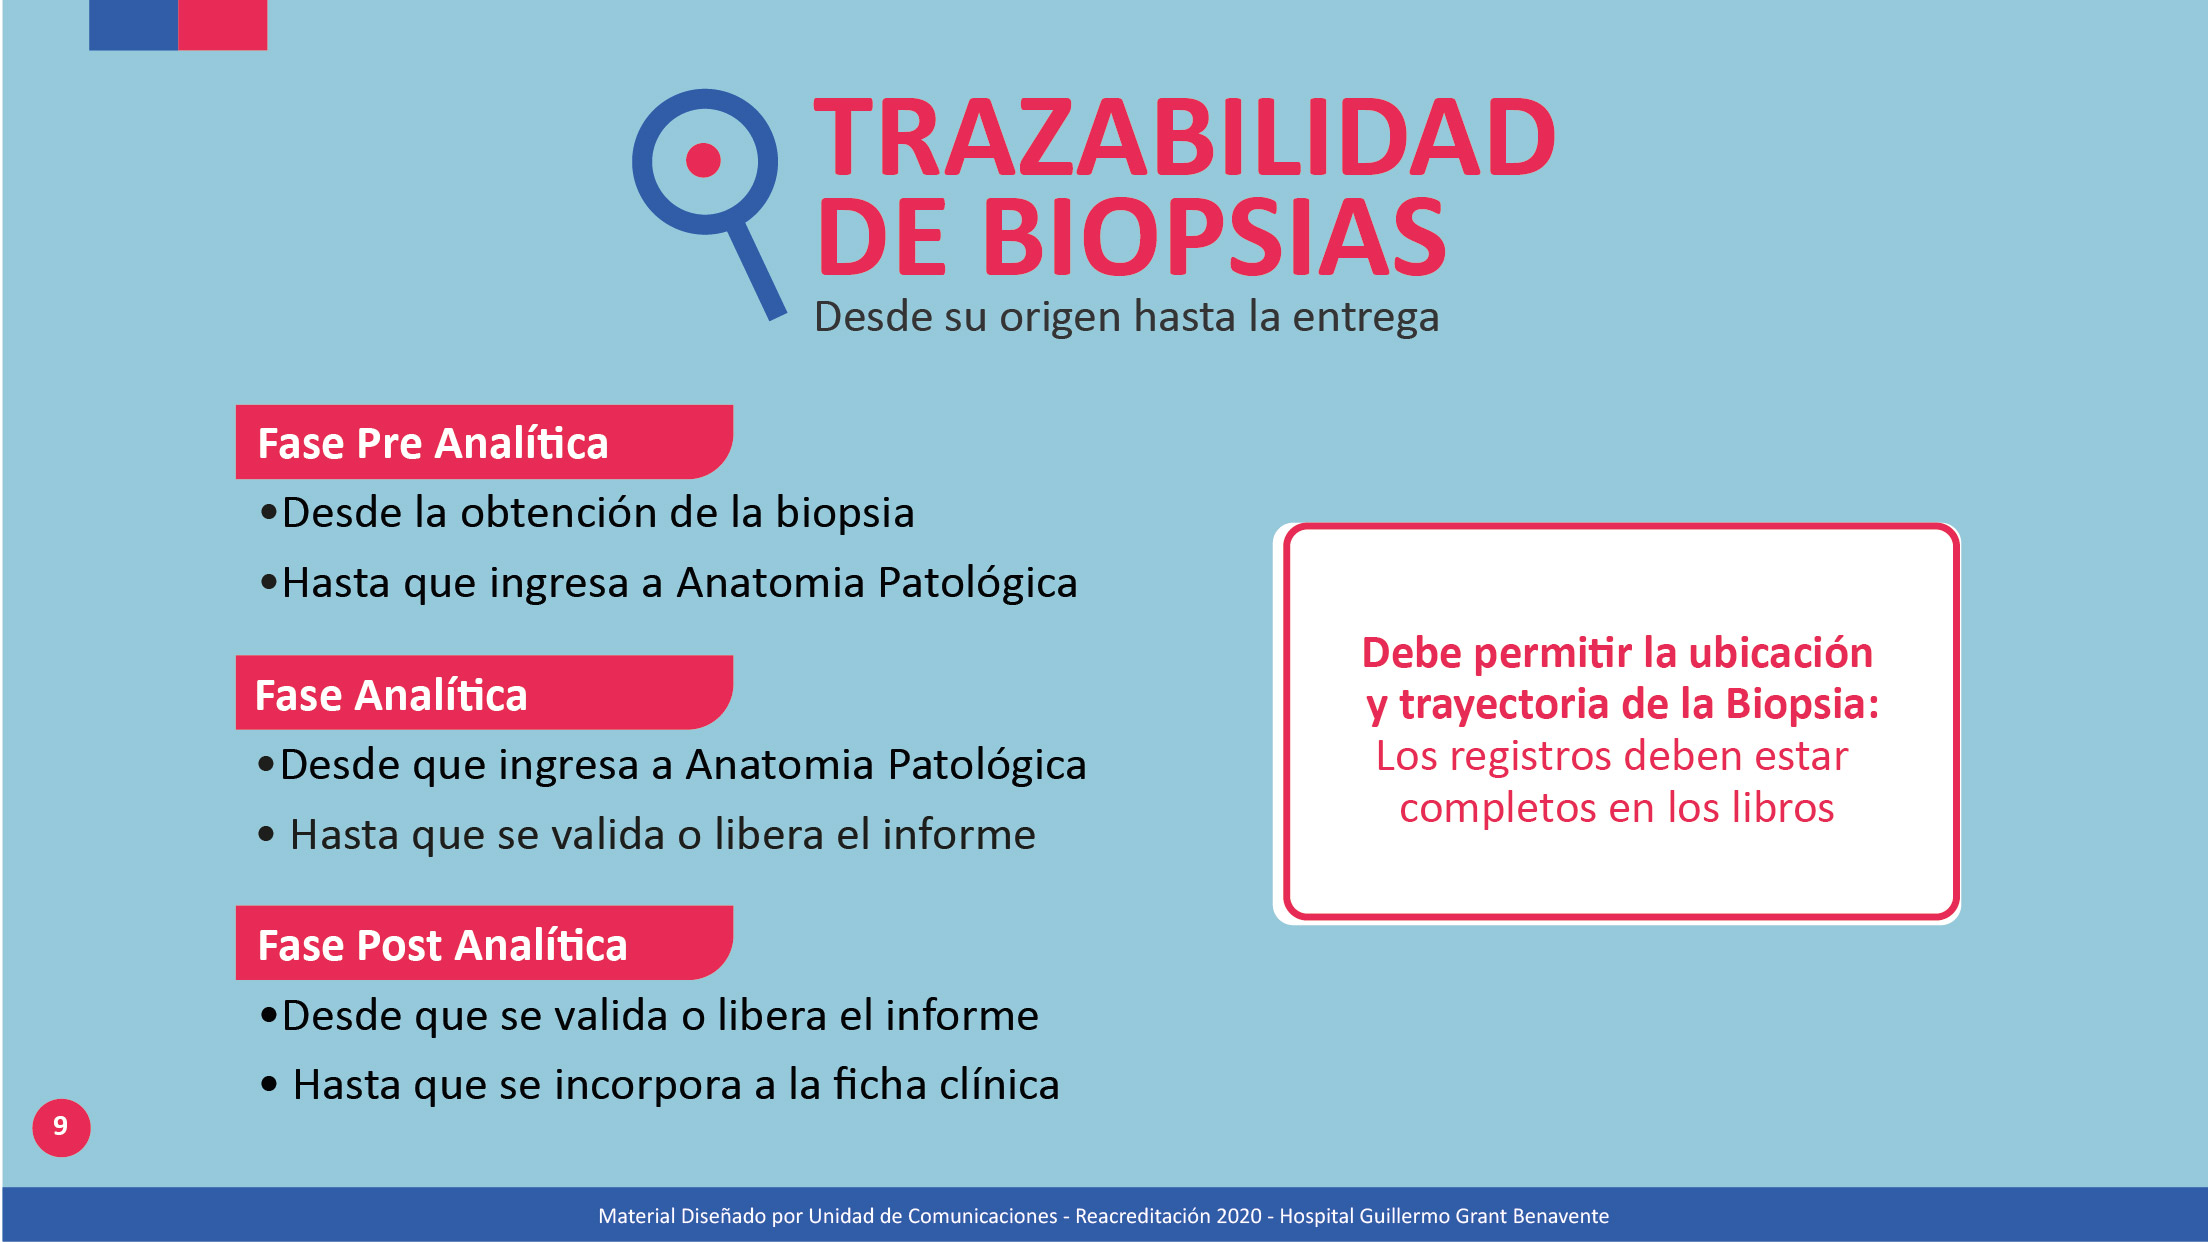 TRAZABILIDAD
DE BIOPSIAS
Desde su origen hasta la entrega
Fase Pre Analítica
•Desde la obtención de la biopsia
•Hasta que ingresa a Anatomia Patológica
Fase Analítica
•Desde que ingresa a Anatomia Patológica
• Hasta que se valida o libera el informe
Fase Post Analítica
•Desde que se valida o libera el informe
• Hasta que se incorpora a la ficha clínica
Debe permitir la ubicación
y trayectoria de la Biopsia:
Los registros deben estar
completos en los libros
9
Material Diseñado por Unidad de Comunicaciones - Reacreditación 2020 - Hospital Guillermo Grant Benavente